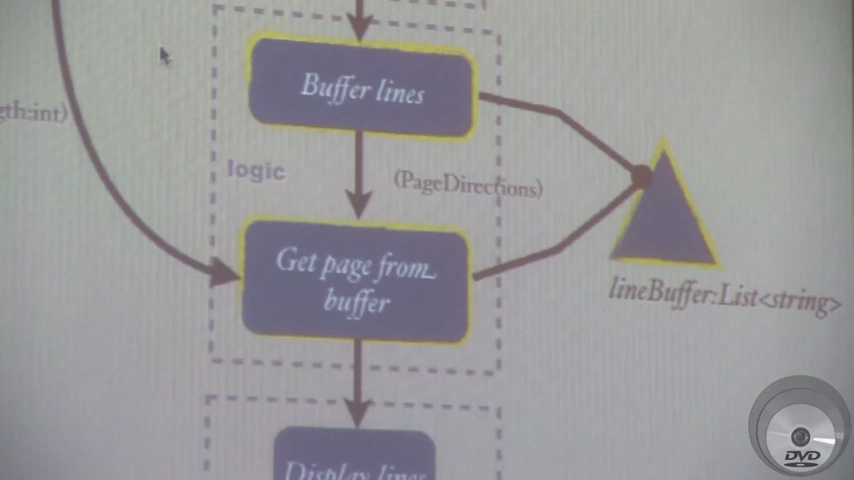 Buffer lines
gth:int)
logic
(PageDirections)
Get page from
buffer
lineBuffer:List<string>
Display lines
DVD